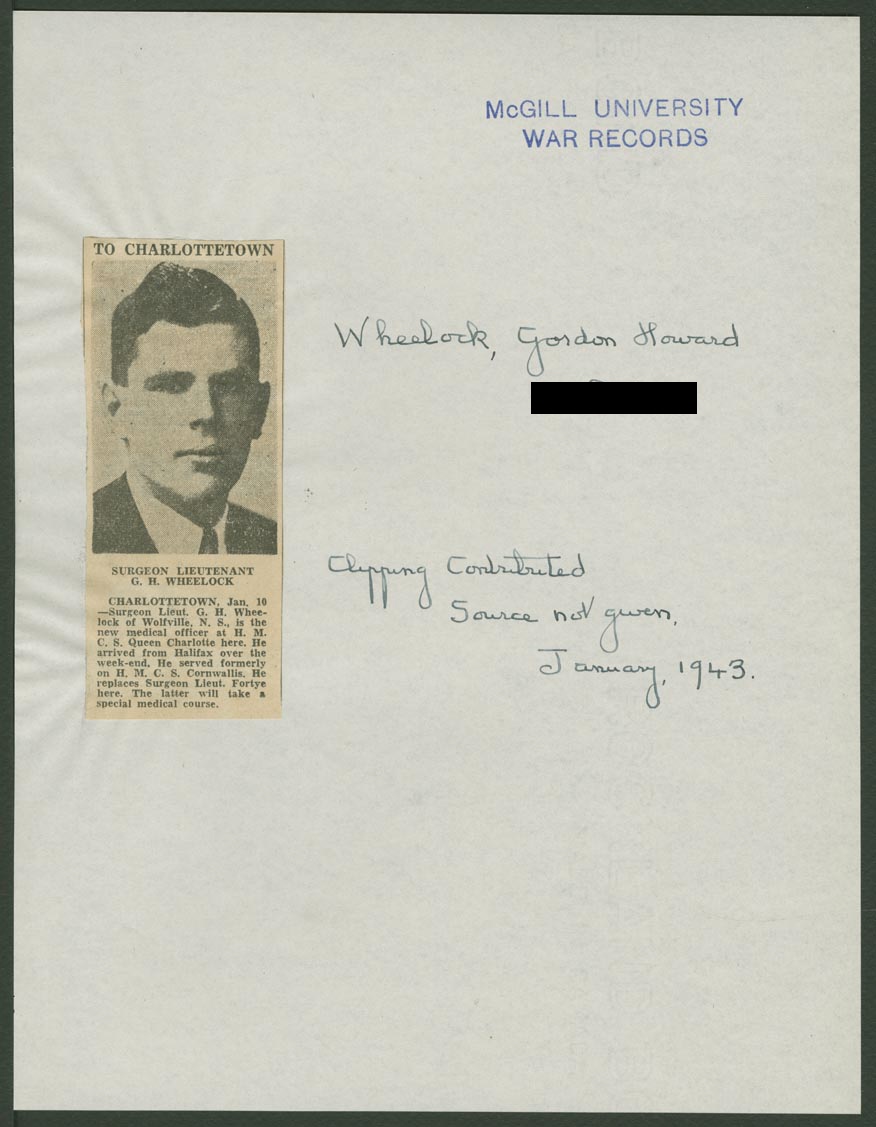 McGILL UNIVERSITY
WAR RECORDS
TO CHARLOTTETOWN
Wheelock, Gordon Howard
SURGEON LIEUTENANT
G. H. WHEELOCK
CHARLOTTETOWN, Jan. 10
—Surgeon Lieut. G. H. Whee-
lock of Wolfville, N. S., is the
new medical officer at H. M.
C. S. Queen Charlotte here. He
arrived from Halifax over the
week-end. He served formerly
on H. M. C. S. Cornwallis. He
replaces Surgeon Lieut. Fortye
here. The latter will take a
special medical course.
Clipping Contributed
Source not given,
January, 1943.